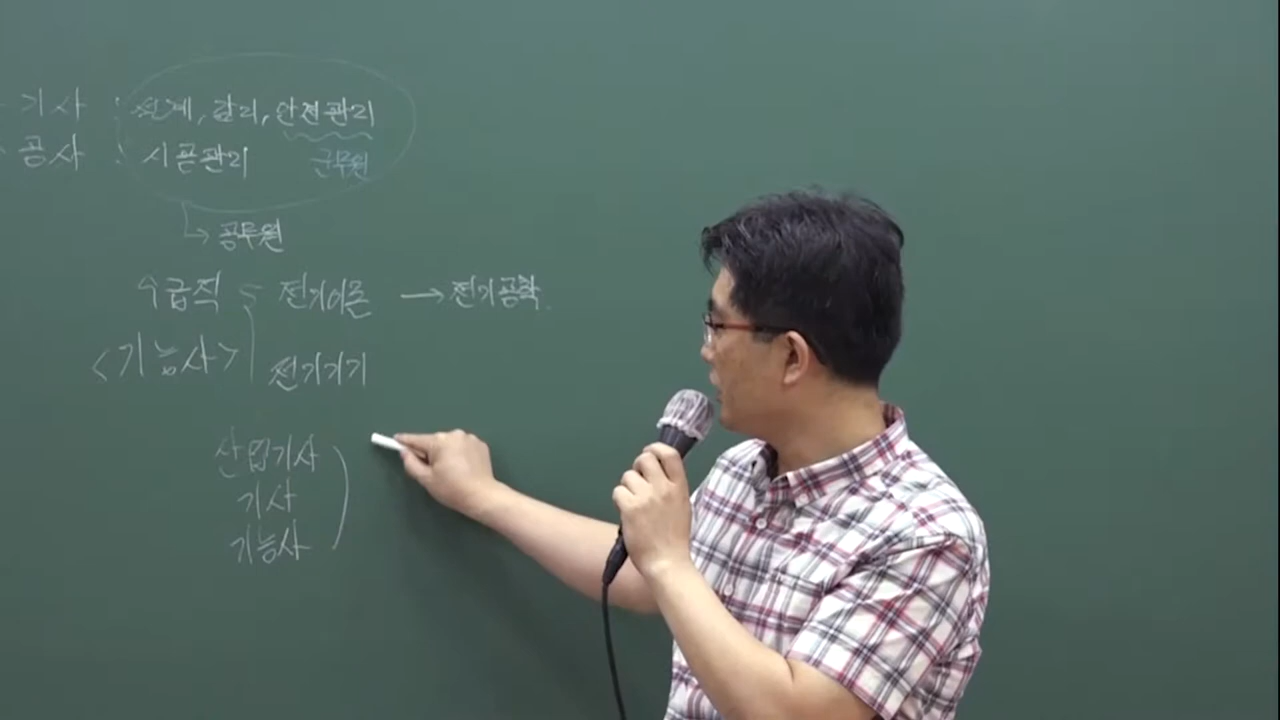 기사 : 설계, 감리, 안전관리
공사 : 시공관리 군무원
→ 공무원
9급직 전기이론 → 전기공학
<기능사> 전기기기
산업기사
기사
기능사